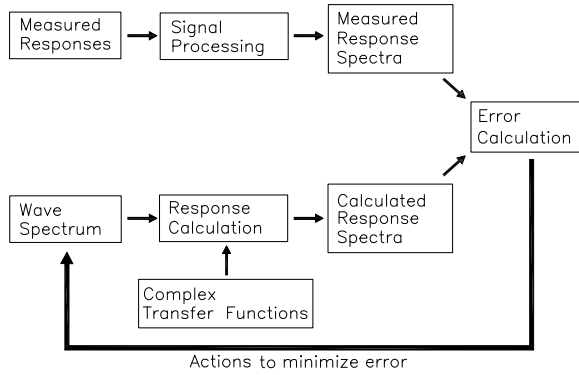 Measured
Responses
Signal
Processing
Measured
Response
Spectra
Error
Calculation
Wave
Spectrum
Response
Calculation
Calculated
Response
Spectra
Complex
Transfer Functions
Actions to minimize error